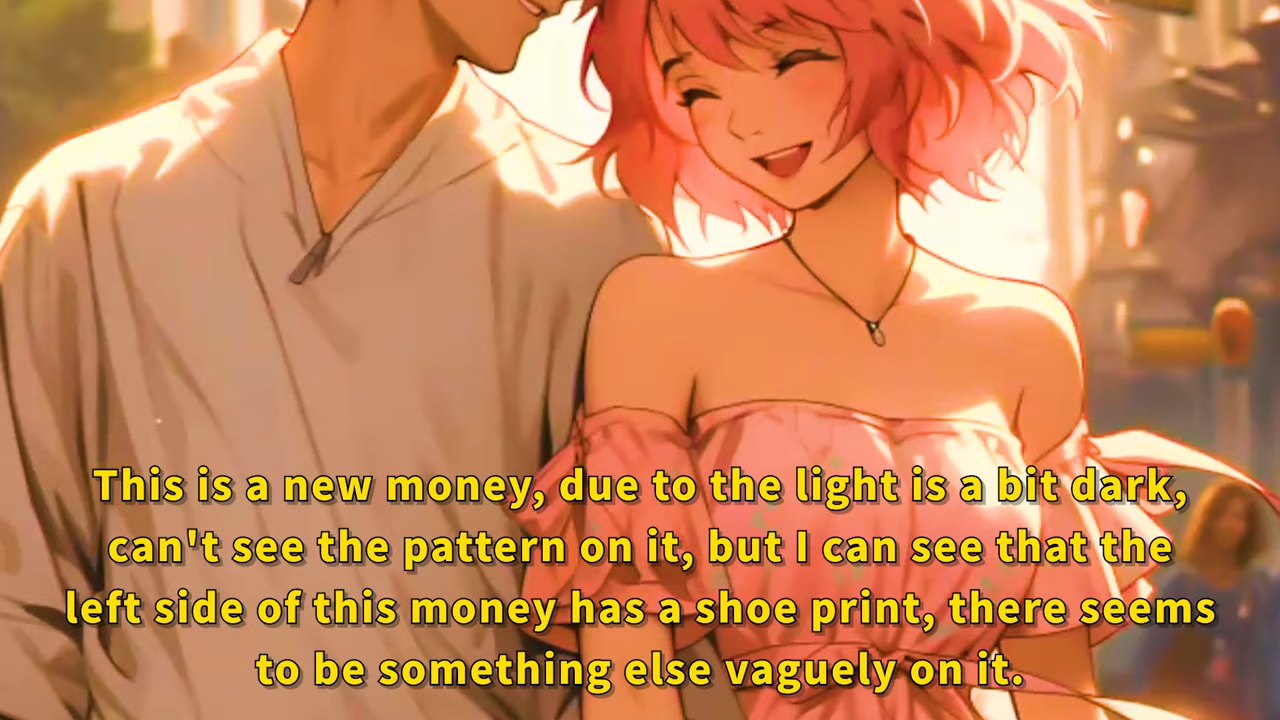 This is a new money, due to the light is a bit dark,
can't see the pattern on it, but I can see that the
left side of this money has a shoe print, there seems
to be something else vaguely on it.